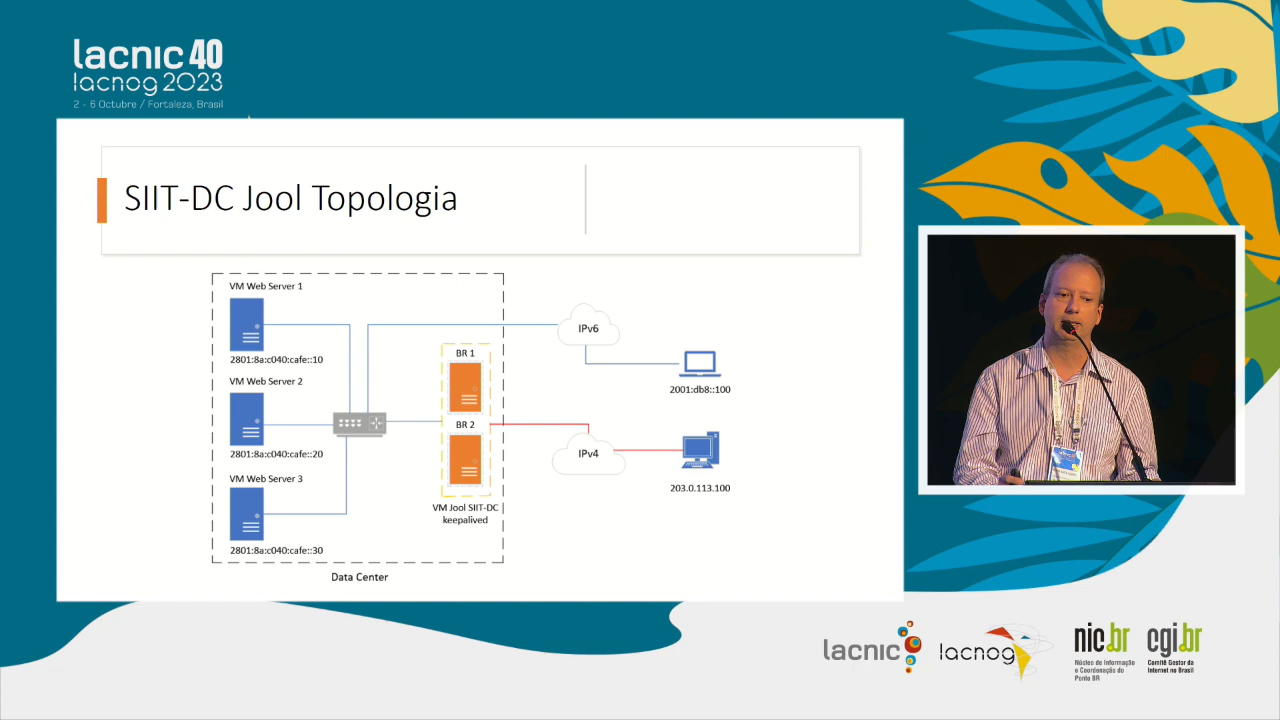 lacnic 40
lacnog 2023
2 - 6 Octubre / Fortaleza, Brasil
SIIT-DC Jool Topologia
VM Web Server 1
2801:8a:c040:cafe::10
VM Web Server 2
2801:8a:c040:cafe::20
VM Web Server 3
2801:8a:c040:cafe::30
BR 1
BR 2
VM Jool SIIT-DC
keepalived
Data Center
IPv6
2001:db8::100
IPv4
203.0.113.100
lacnic
lacnog
nic.br
Núcleo de Informação
e Coordenação do
Ponto BR
cgi.br
Comitê Gestor da
Internet no Brasil